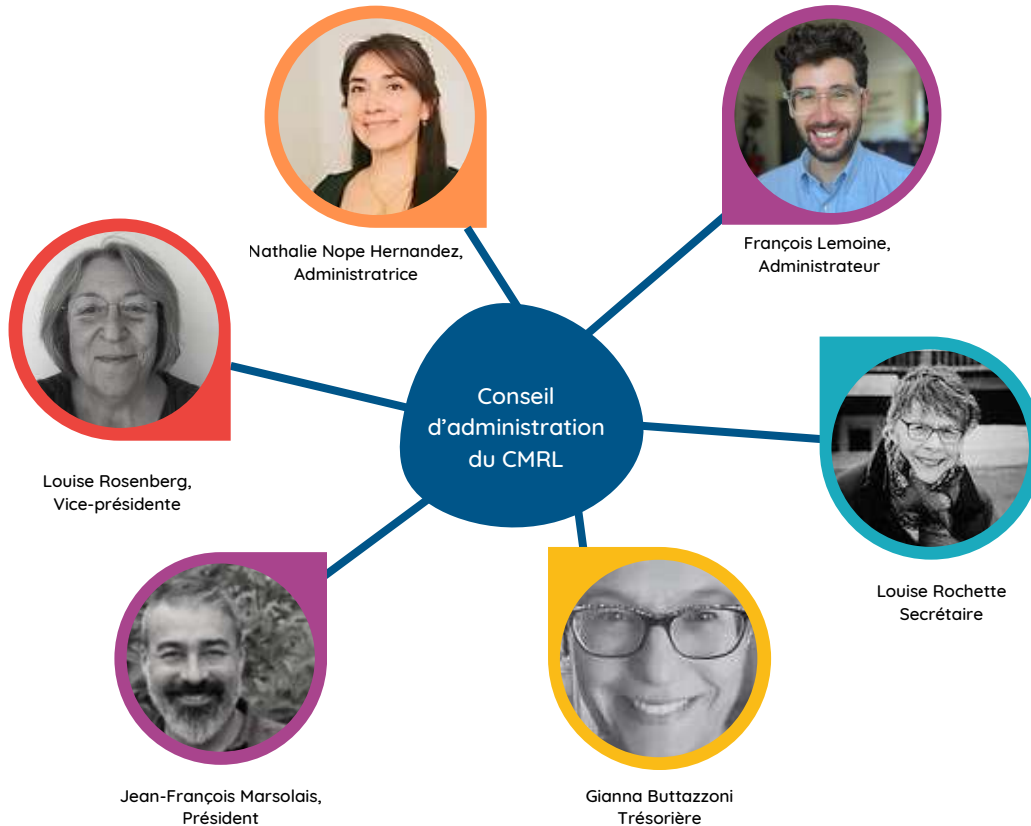 Nathalie Nope Hernandez,
Administratrice
François Lemoine,
Administrateur
Louise Rosenberg,
Vice-présidente
Conseil
d'administration
du CMRL
Louise Rochette
Secrétaire
Jean-François Marsolais,
Président
Gianna Buttazzoni
Trésorière